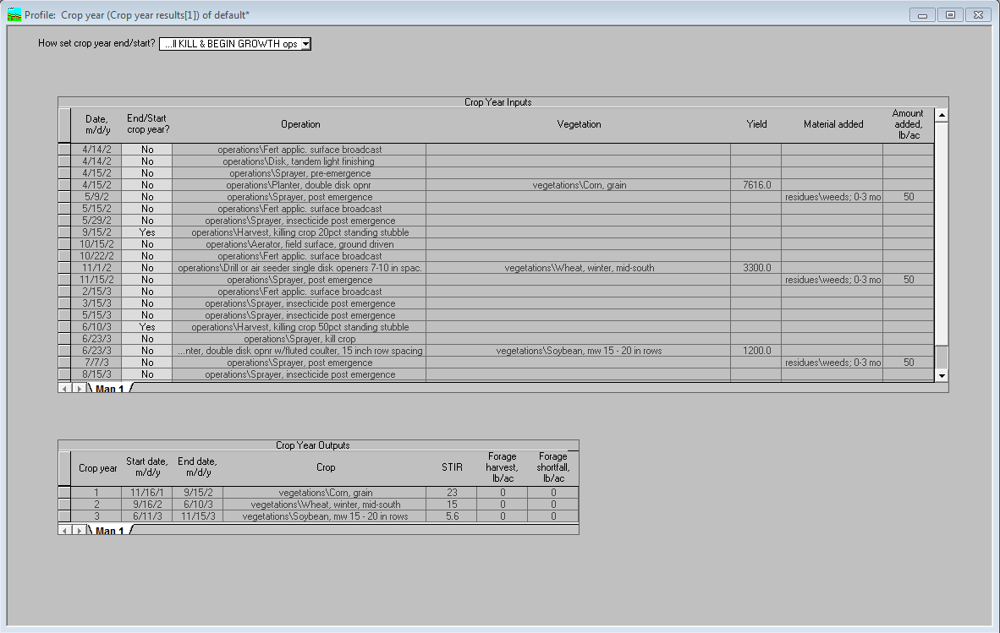 Profile: Crop year (Crop year results[1]) of default*
How set crop year end/start? ...ll KILL & BEGIN GROWTH ops
Crop Year Inputs
Date, m/d/y End/Start crop year? Operation Vegetation Yield Material added Amount added, lb/ac
4/14/2 No operations\Fert applic. surface broadcast
4/14/2 No operations\Disk, tandem light finishing
4/15/2 No operations\Sprayer, pre-emergence
4/15/2 No operations\Planter, double disk opnr vegetations\Corn, grain 7616.0
5/9/2 No operations\Sprayer, post emergence residues\weeds; 0-3 mo 50
5/15/2 No operations\Fert applic. surface broadcast
5/29/2 No operations\Sprayer, insecticide post emergence
9/15/2 Yes operations\Harvest, killing crop 20pct standing stubble
10/15/2 No operations\Aerator, field surface, ground driven
10/22/2 No operations\Fert applic. surface broadcast
11/1/2 No operations\Drill or air seeder single disk openers 7-10 in spac. vegetations\Wheat, winter, mid-south 3300.0
11/15/2 No operations\Sprayer, post emergence residues\weeds; 0-3 mo 50
2/15/3 No operations\Fert applic. surface broadcast
3/15/3 No operations\Sprayer, insecticide post emergence
5/15/3 No operations\Sprayer, insecticide post emergence
6/10/3 Yes operations\Harvest, killing crop 50pct standing stubble
6/23/3 No operations\Sprayer, kill crop
6/23/3 No ...nter, double disk opnr w/fluted coulter, 15 inch row spacing vegetations\Soybean, mw 15 - 20 in rows 1200.0
7/7/3 No operations\Sprayer, post emergence residues\weeds; 0-3 mo 50
8/15/3 No operations\Sprayer, insecticide post emergence
Man 1
Crop Year Outputs
Crop year Start date, m/d/y End date, m/d/y Crop STIR Forage harvest, lb/ac Forage shortfall, lb/ac
1 11/16/1 9/15/2 vegetations\Corn, grain 23 0 0
2 9/16/2 6/10/3 vegetations\Wheat, winter, mid-south 15 0 0
3 6/11/3 11/15/3 vegetations\Soybean, mw 15 - 20 in rows 5.6 0 0
Man 1